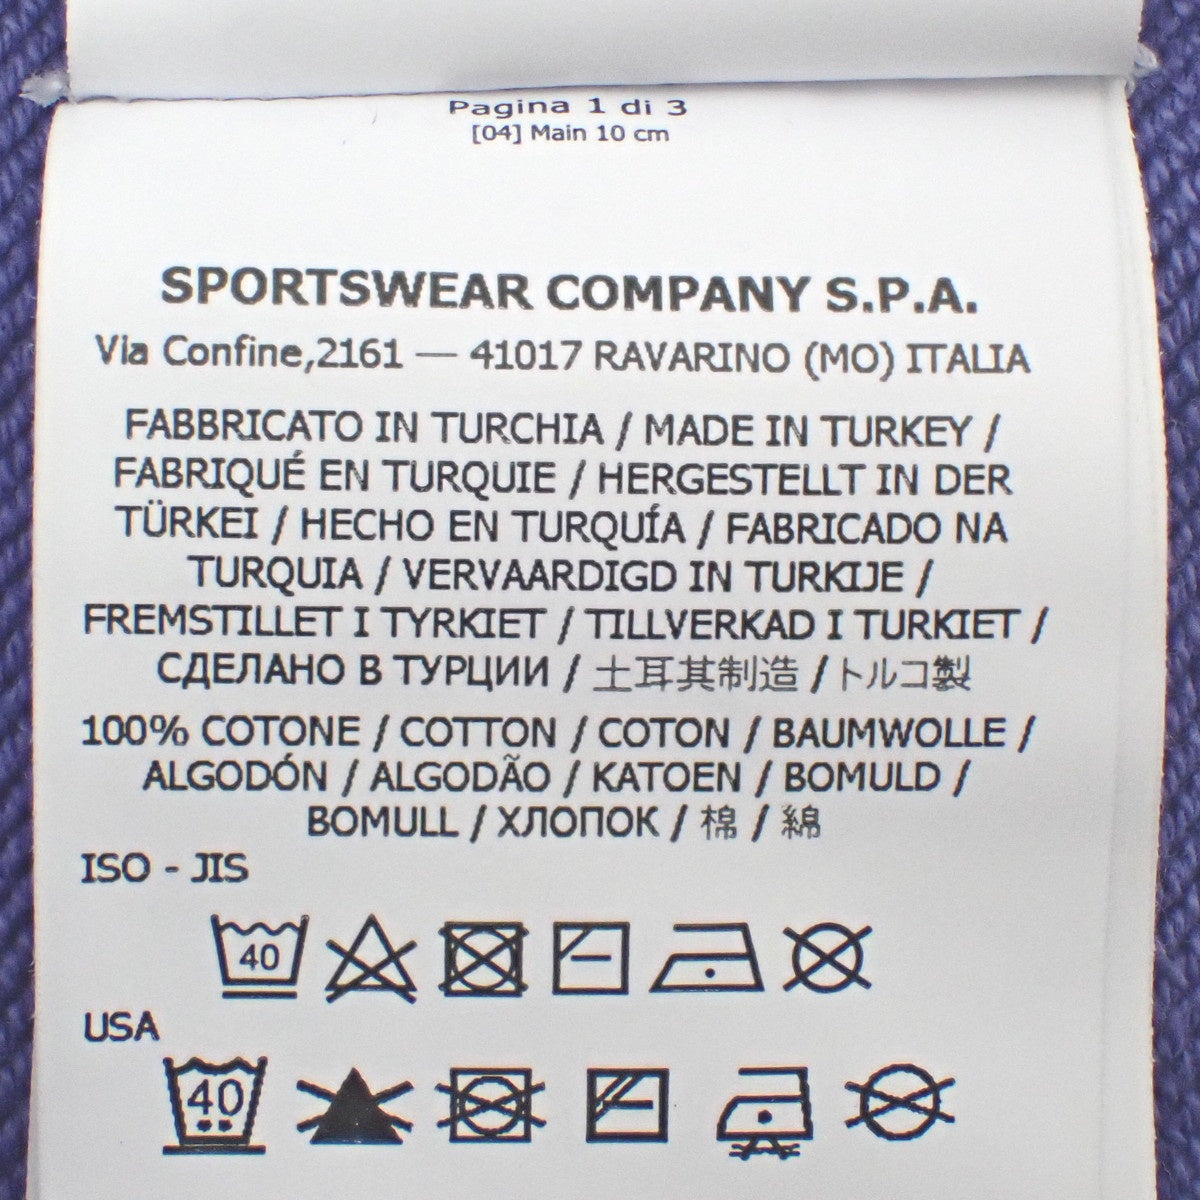 Pagina 1 di 3
[04] Main 10 cm
SPORTSWEAR COMPANY S.P.A.
Via Confine,2161 — 41017 RAVARINO (MO) ITALIA
FABBRICATO IN TURCHIA / MADE IN TURKEY /
FABRIQUÉ EN TURQUIE / HERGESTELLT IN DER
TÜRKEI / HECHO EN TURQUÍA / FABRICADO NA
TURQUIA / VERVAARDIGD IN TURKIJE /
FREMSTILLET I TYRKIET / TILLVERKAD I TURKIET /
СДЕЛАНО В ТУРЦИИ / 土耳其制造 / トルコ製
100% COTONE / COTTON / COTON / BAUMWOLLE /
ALGODÓN / ALGODÃO / KATOEN / BOMULD /
BOMULL / ХЛОПОК / 棉 / 綿
ISO - JIS
40
USA
40